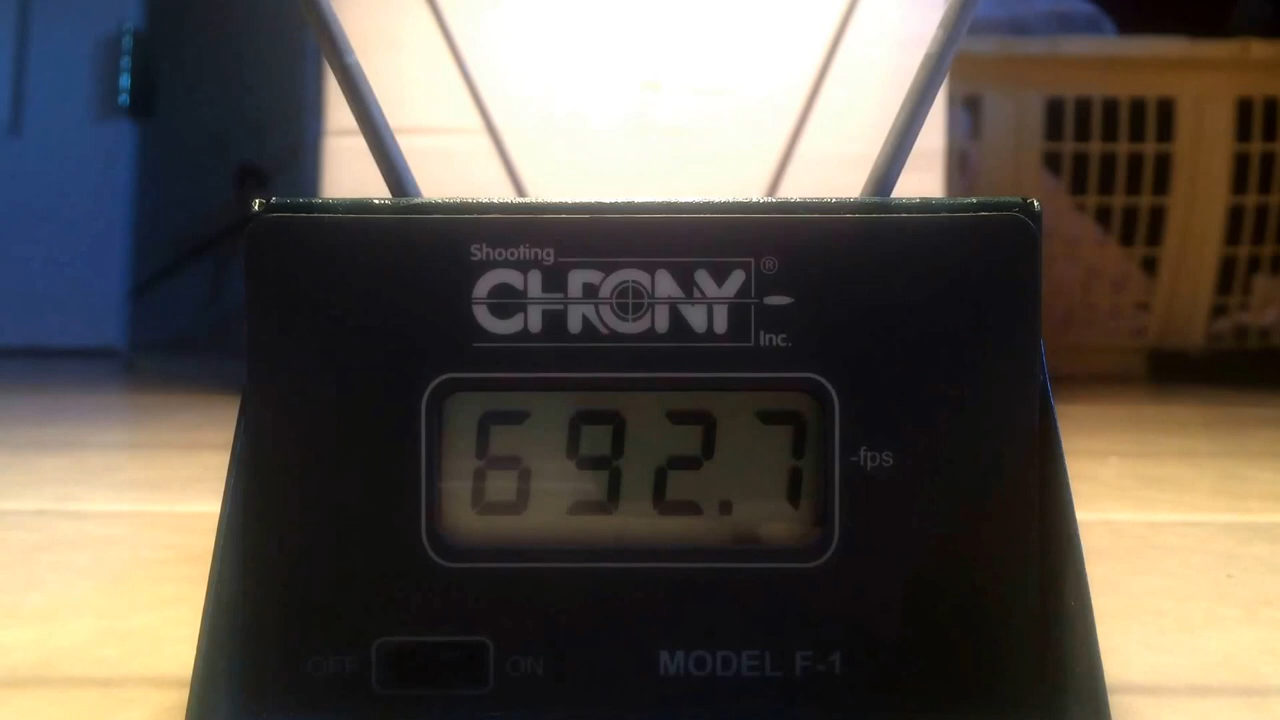 Shooting
CHRONY®
Inc.
692.7
-fps
OFF ON
MODEL F-1